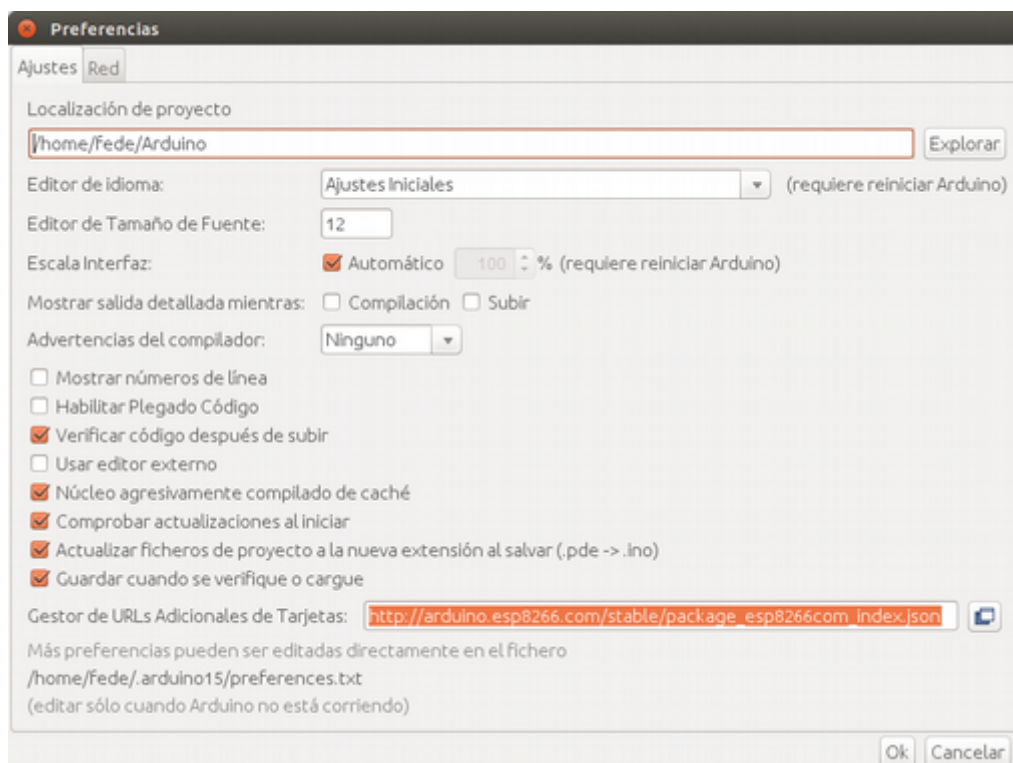 Preferencias
Ajustes Red
Localización de proyecto
/home/fede/Arduino Explorar
Editor de idioma: Ajustes Iniciales (requiere reiniciar Arduino)
Editor de Tamaño de Fuente: 12
Escala Interfaz: Automático 100 % (requiere reiniciar Arduino)
Mostrar salida detallada mientras: Compilación Subir
Advertencias del compilador: Ninguno
Mostrar números de línea
Habilitar Plegado Código
Verificar código después de subir
Usar editor externo
Núcleo agresivamente compilado de caché
Comprobar actualizaciones al iniciar
Actualizar ficheros de proyecto a la nueva extensión al salvar (.pde -> .ino)
Guardar cuando se verifique o cargue
Gestor de URLs Adicionales de Tarjetas: http://arduino.esp8266.com/stable/package_esp8266com_index.json
Más preferencias pueden ser editadas directamente en el fichero
/home/fede/.arduino15/preferences.txt
(editar sólo cuando Arduino no está corriendo)
Ok Cancelar